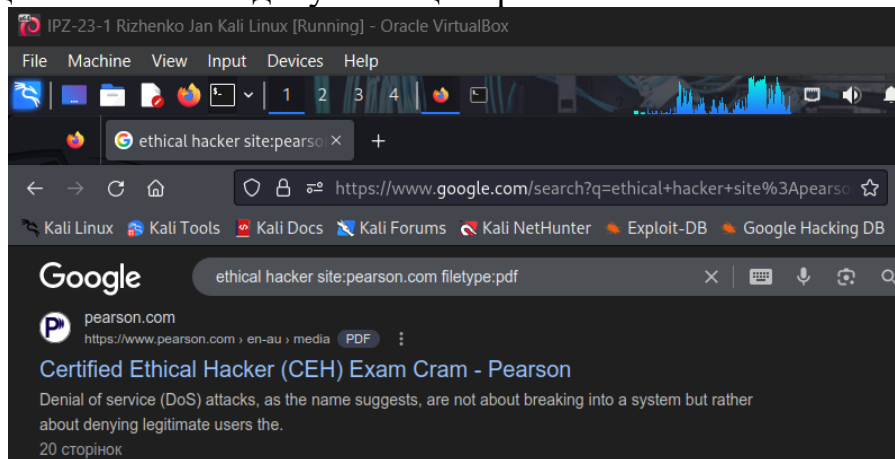 IPZ-23-1 Rizhenko Jan Kali Linux [Running] - Oracle VirtualBox
File Machine View Input Devices Help
1 2 3 4
ethical hacker site:pearso
https://www.google.com/search?q=ethical+hacker+site%3Apearso
Kali Linux Kali Tools Kali Docs Kali Forums Kali NetHunter Exploit-DB Google Hacking DB
Google ethical hacker site:pearson.com filetype:pdf
pearson.com
https://www.pearson.com › en-au › media PDF
Certified Ethical Hacker (CEH) Exam Cram - Pearson
Denial of service (DoS) attacks, as the name suggests, are not about breaking into a system but rather
about denying legitimate users the.
20 сторінок